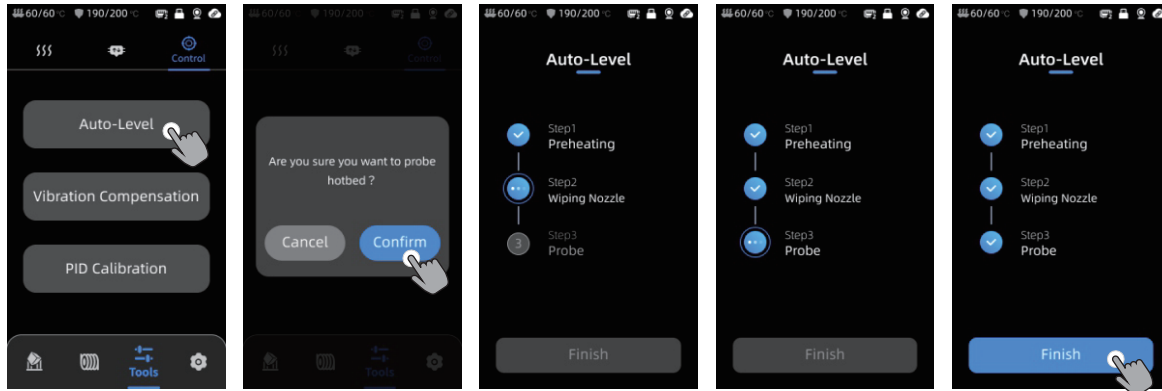 60/60°C 190/200°C
Control
Auto-Level
Vibration Compensation
PID Calibration
Tools
60/60°C 190/200°C
Control
Are you sure you want to probe
hotbed ?
Cancel Confirm
Tools
60/60°C 190/200°C
Auto-Level
Step1
Preheating
Step2
Wiping Nozzle
3 Step3
Probe
Finish
60/60°C 190/200°C
Auto-Level
Step1
Preheating
Step2
Wiping Nozzle
Step3
Probe
Finish
60/60°C 190/200°C
Auto-Level
Step1
Preheating
Step2
Wiping Nozzle
Step3
Probe
Finish